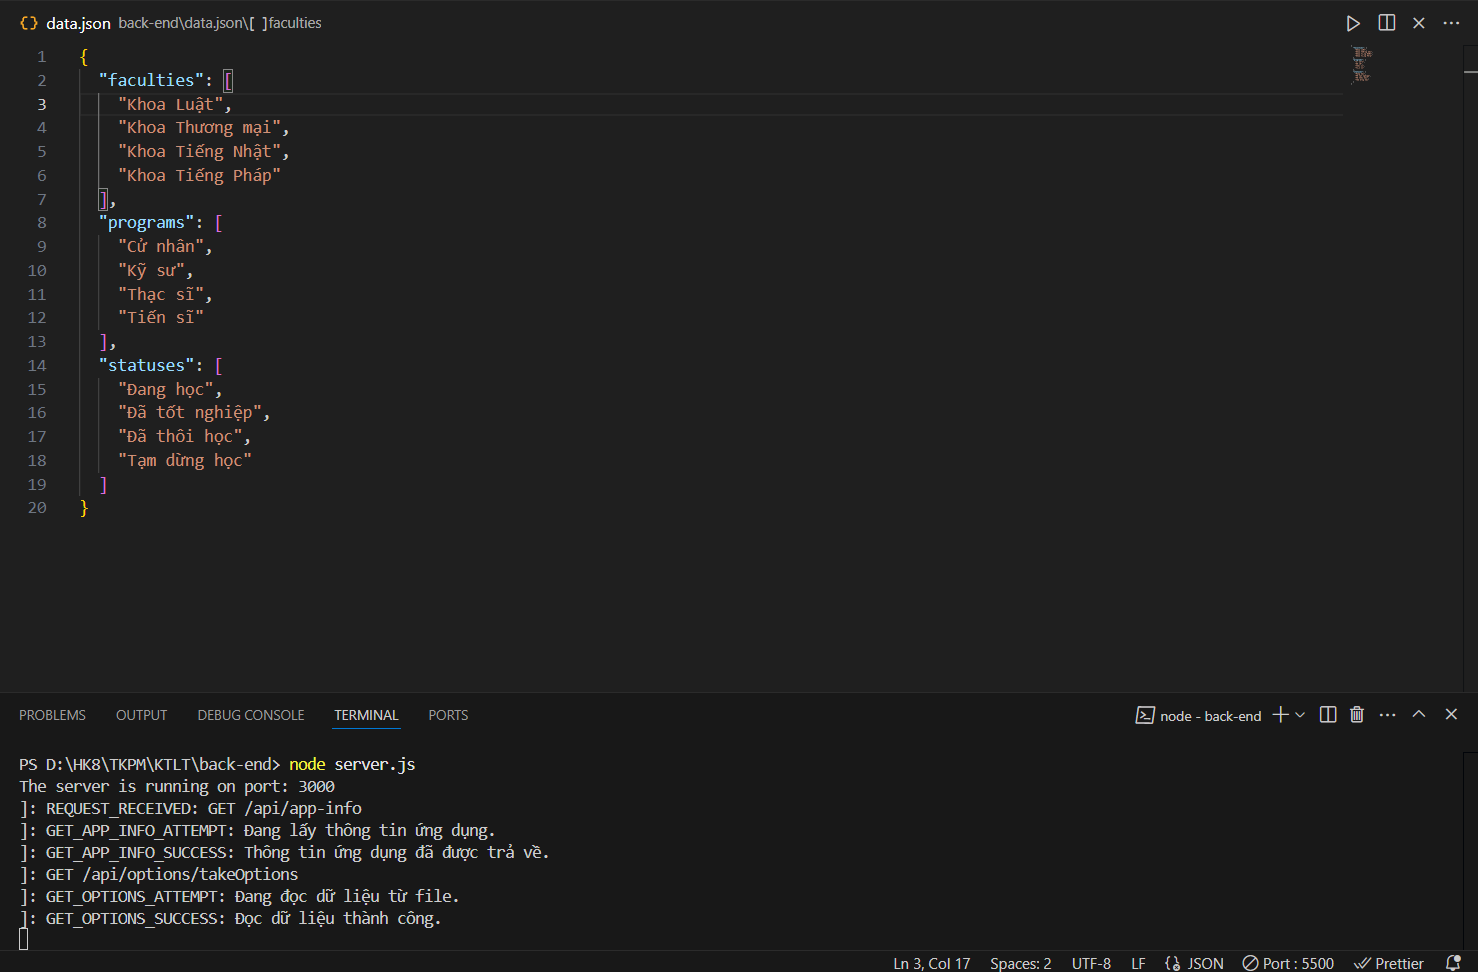 {} data.json back-end\data.json\[ ]faculties
1 {
2 "faculties": [
3 "Khoa Luật",
4 "Khoa Thương mại",
5 "Khoa Tiếng Nhật",
6 "Khoa Tiếng Pháp"
7 ],
8 "programs": [
9 "Cử nhân",
10 "Kỹ sư",
11 "Thạc sĩ",
12 "Tiến sĩ"
13 ],
14 "statuses": [
15 "Đang học",
16 "Đã tốt nghiệp",
17 "Đã thôi học",
18 "Tạm dừng học"
19 ]
20 }
PROBLEMS OUTPUT DEBUG CONSOLE TERMINAL PORTS node - back-end
PS D:\HK8\TKPM\KTLT\back-end> node server.js
The server is running on port: 3000
]: REQUEST_RECEIVED: GET /api/app-info
]: GET_APP_INFO_ATTEMPT: Đang lấy thông tin ứng dụng.
]: GET_APP_INFO_SUCCESS: Thông tin ứng dụng đã được trả về.
]: GET /api/options/takeOptions
]: GET_OPTIONS_ATTEMPT: Đang đọc dữ liệu từ file.
]: GET_OPTIONS_SUCCESS: Đọc dữ liệu thành công.
Ln 3, Col 17 Spaces: 2 UTF-8 LF JSON Port : 5500 Prettier